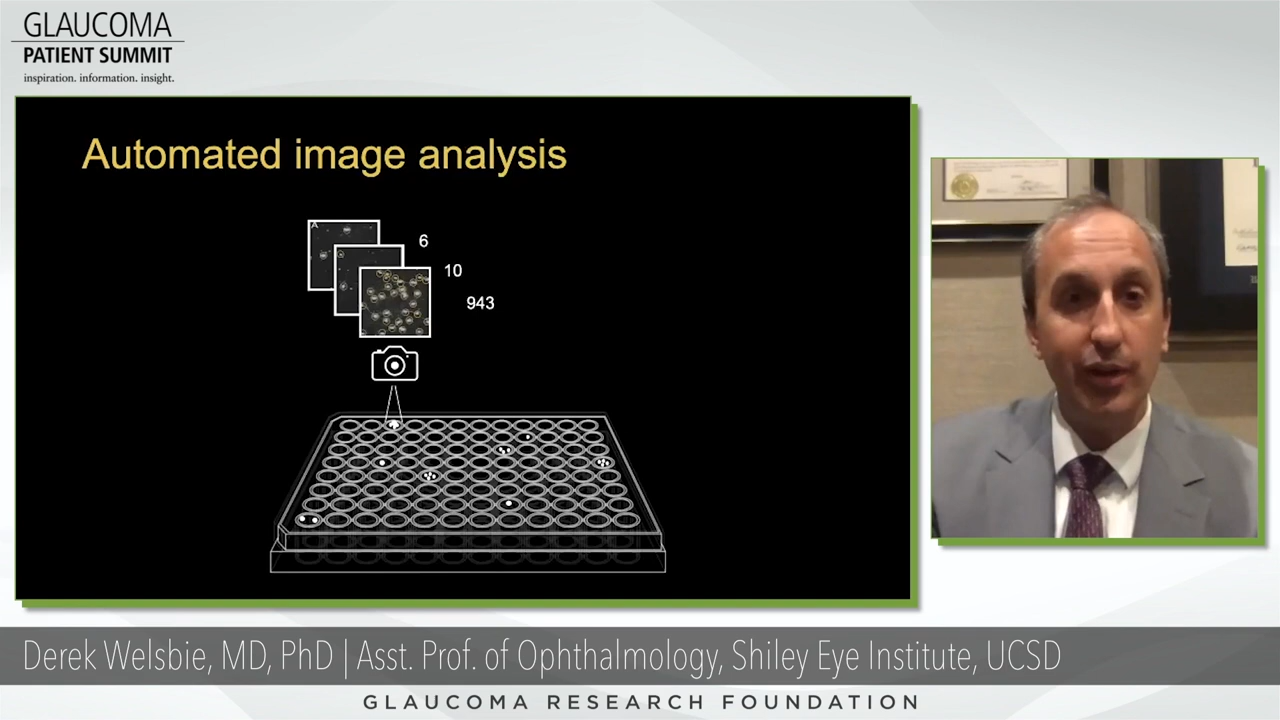 GLAUCOMA
PATIENT SUMMIT
inspiration. information. insight.
Automated image analysis
A
6
10
943
Derek Welsbie, MD, PhD | Asst. Prof. of Ophthalmology, Shiley Eye Institute, UCSD
GLAUCOMA RESEARCH FOUNDATION